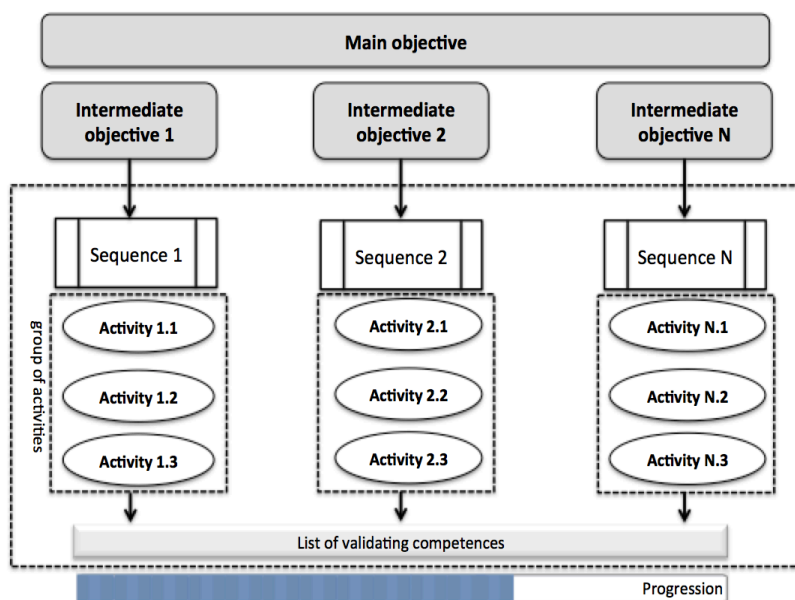 Main objective
Intermediate
objective 1
Intermediate
objective 2
Intermediate
objective N
Sequence 1
Sequence 2
Sequence N
group of activities
Activity 1.1
Activity 2.1
Activity N.1
Activity 1.2
Activity 2.2
Activity N.2
Activity 1.3
Activity 2.3
Activity N.3
List of validating competences
Progression